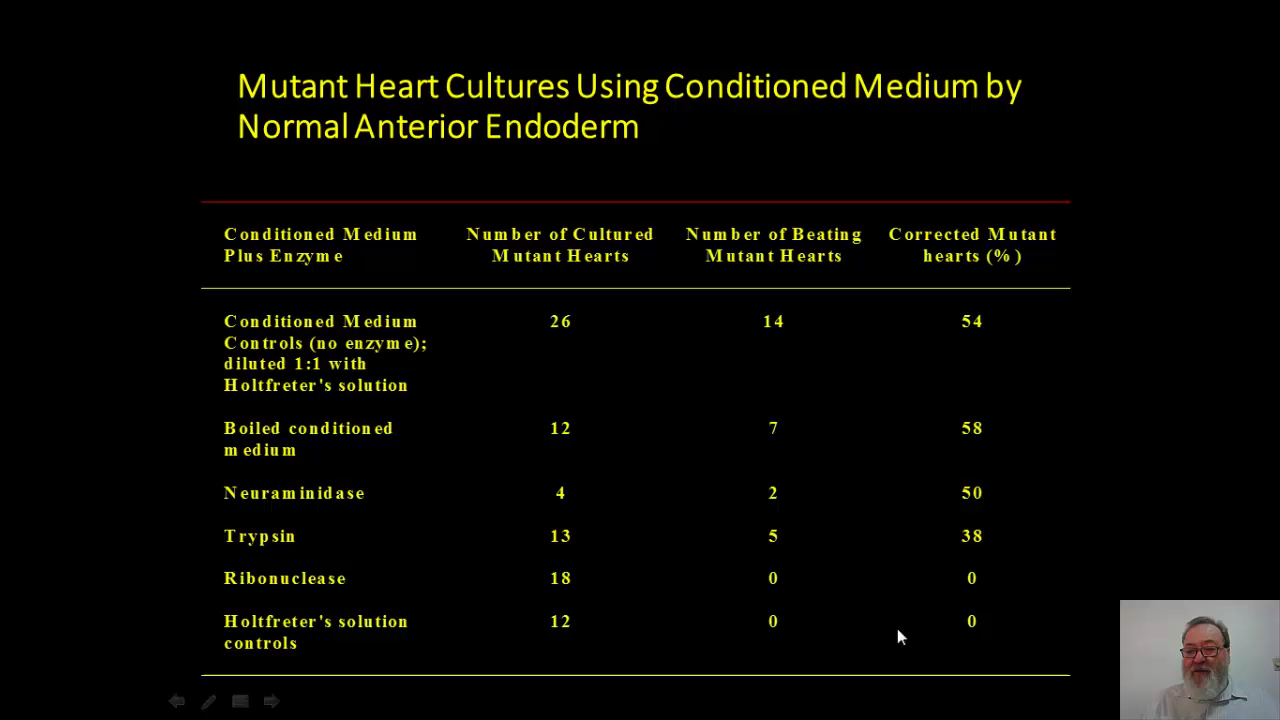 Mutant Heart Cultures Using Conditioned Medium by
Normal Anterior Endoderm
Conditioned Medium Plus Enzyme
Number of Cultured Mutant Hearts
Number of Beating Mutant Hearts
Corrected Mutant hearts (%)
Conditioned Medium
Controls (no enzyme);
diluted 1:1 with
Holtfreter's solution
26 14 54
Boiled conditioned
medium
12 7 58
Neuraminidase 4 2 50
Trypsin 13 5 38
Ribonuclease 18 0 0
Holtfreter's solution
controls
12 0 0